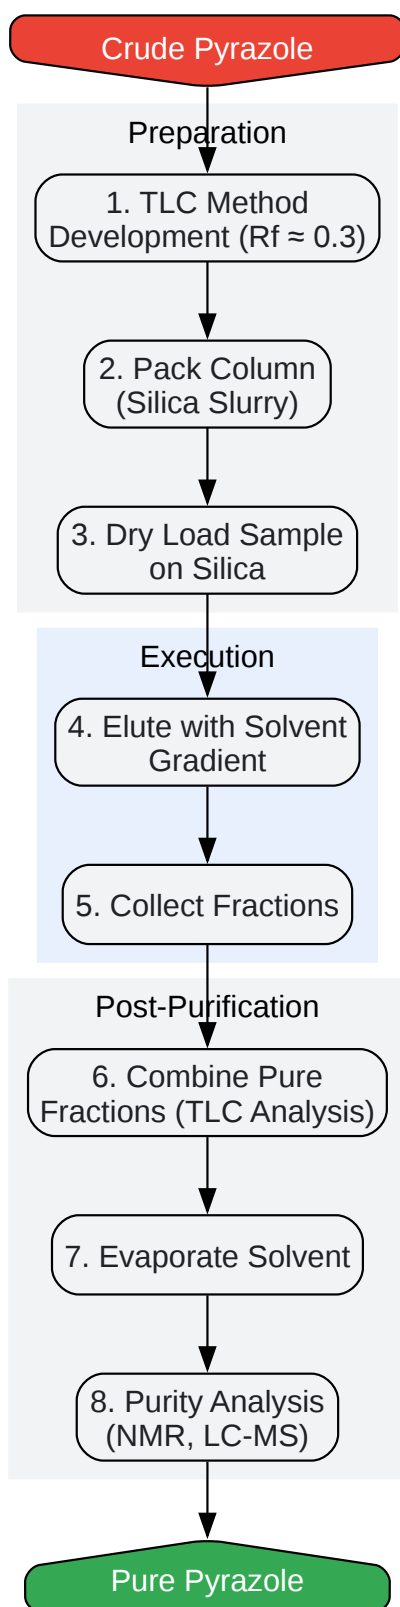 Crude Pyrazole
Preparation
1. TLC Method
Development (Rf ≈ 0.3)
2. Pack Column
(Silica Slurry)
3. Dry Load Sample
on Silica
Execution
4. Elute with Solvent
Gradient
5. Collect Fractions
Post-Purification
6. Combine Pure
Fractions (TLC Analysis)
7. Evaporate Solvent
8. Purity Analysis
(NMR, LC-MS)
Pure Pyrazole